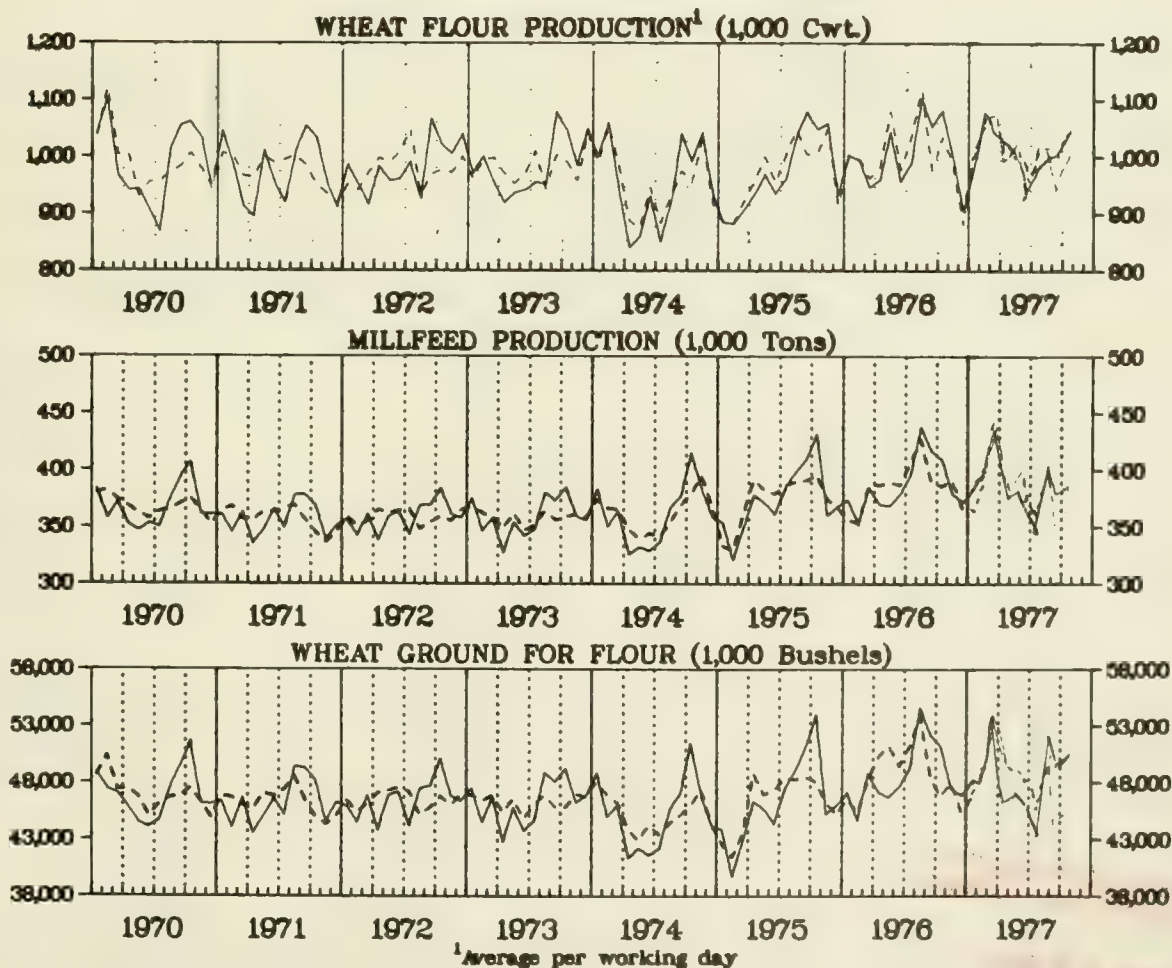 WHEAT FLOUR PRODUCTION¹ (1,000 Cwt.)
1,200 1,200
1,100 1,100
1,000 1,000
900 900
800 800
1970 1971 1972 1973 1974 1975 1976 1977
MILLFEED PRODUCTION (1,000 Tons)
500 500
450 450
400 400
350 350
300 300
1970 1971 1972 1973 1974 1975 1976 1977
WHEAT GROUND FOR FLOUR (1,000 Bushels)
58,000 58,000
53,000 53,000
48,000 48,000
43,000 43,000
38,000 38,000
1970 1971 1972 1973 1974 1975 1976 1977
¹Average per working day